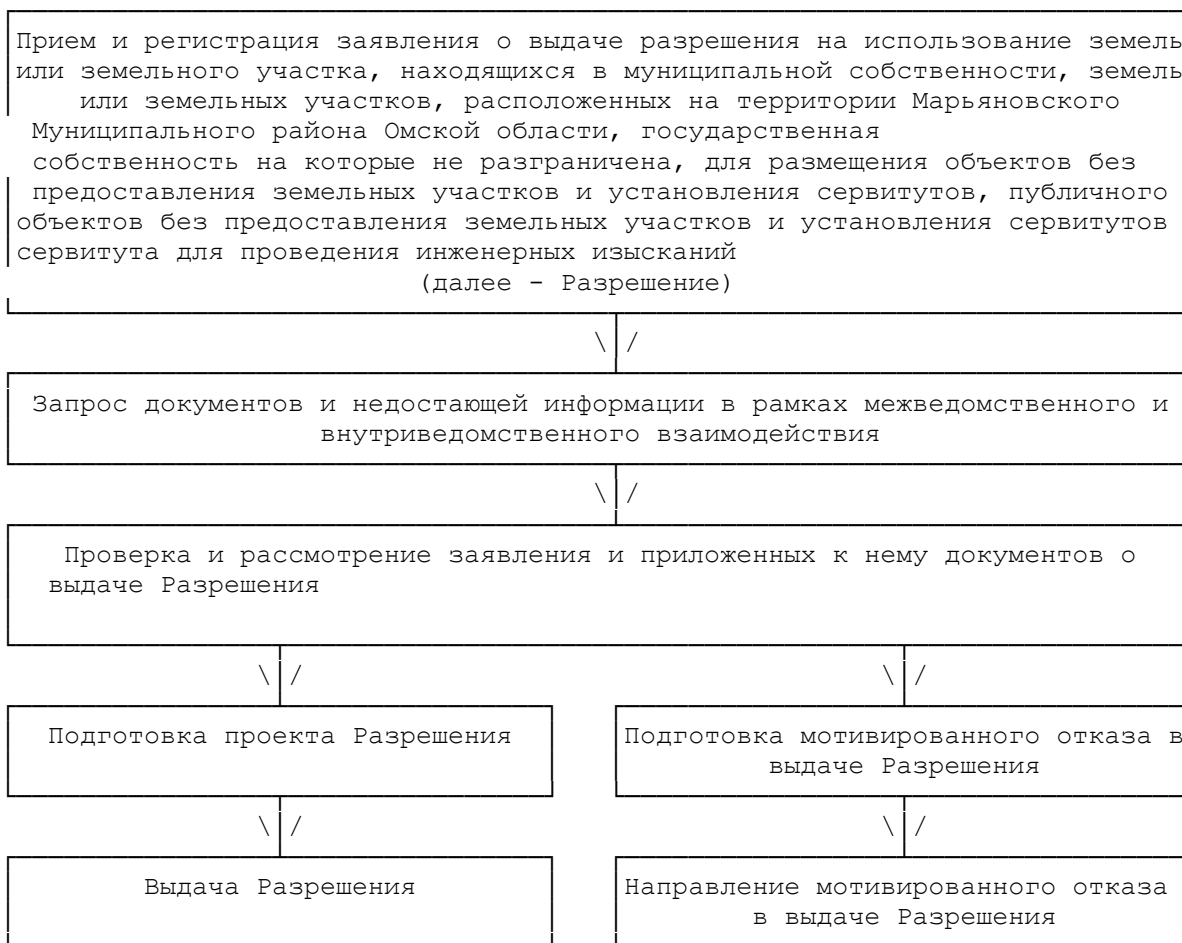 Прием и регистрация заявления о выдаче разрешения на использование земель
или земельного участка, находящихся в муниципальной собственности, земель
или земельных участков, расположенных на территории Марьяновского
Муниципального района Омской области, государственная
собственность на которые не разграничена, для размещения объектов без
предоставления земельных участков и установления сервитутов, публичного
объектов без предоставления земельных участков и установления сервитутов
сервитута для проведения инженерных изысканий
(далее - Разрешение)
Запрос документов и недостающей информации в рамках межведомственного и
внутриведомственного взаимодействия
Проверка и рассмотрение заявления и приложенных к нему документов о
выдаче Разрешения
Подготовка проекта Разрешения
Подготовка мотивированного отказа в
выдаче Разрешения
Выдача Разрешения
Направление мотивированного отказа
в выдаче Разрешения